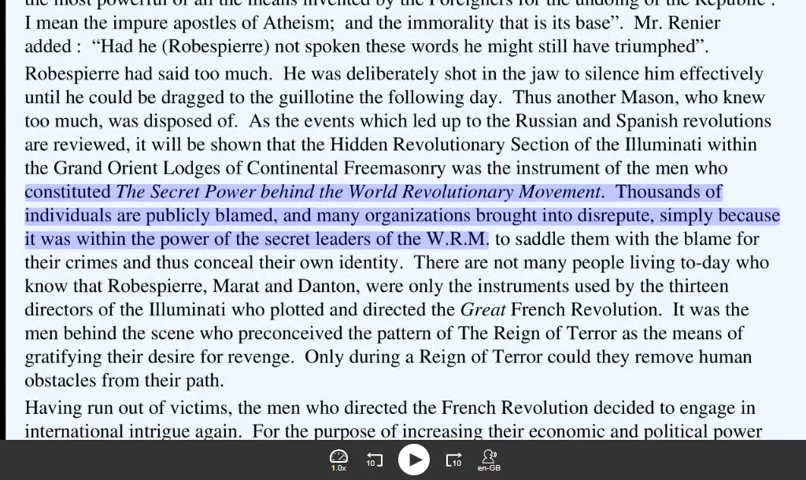 the most powerful of all the means invented by the Foreigners for the undoing of the Republic .
I mean the impure apostles of Atheism; and the immorality that is its base”. Mr. Renier
added : “Had he (Robespierre) not spoken these words he might still have triumphed”.
Robespierre had said too much. He was deliberately shot in the jaw to silence him effectively
until he could be dragged to the guillotine the following day. Thus another Mason, who knew
too much, was disposed of. As the events which led up to the Russian and Spanish revolutions
are reviewed, it will be shown that the Hidden Revolutionary Section of the Illuminati within
the Grand Orient Lodges of Continental Freemasonry was the instrument of the men who
constituted The Secret Power behind the World Revolutionary Movement. Thousands of
individuals are publicly blamed, and many organizations brought into disrepute, simply because
it was within the power of the secret leaders of the W.R.M. to saddle them with the blame for
their crimes and thus conceal their own identity. There are not many people living to-day who
know that Robespierre, Marat and Danton, were only the instruments used by the thirteen
directors of the Illuminati who plotted and directed the Great French Revolution. It was the
men behind the scene who preconceived the pattern of The Reign of Terror as the means of
gratifying their desire for revenge. Only during a Reign of Terror could they remove human
obstacles from their path.
Having run out of victims, the men who directed the French Revolution decided to engage in
international intrigue again. For the purpose of increasing their economic and political power
1.0x 10 10 en-GB